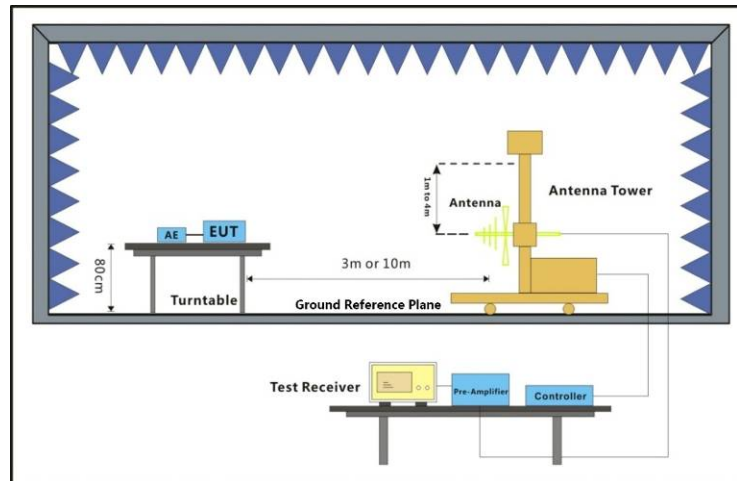 1m to 4m
Antenna
Antenna Tower
AE
EUT
80cm
3m or 10m
Turntable
Ground Reference Plane
Test Receiver
Pre-Amplifier
Controller